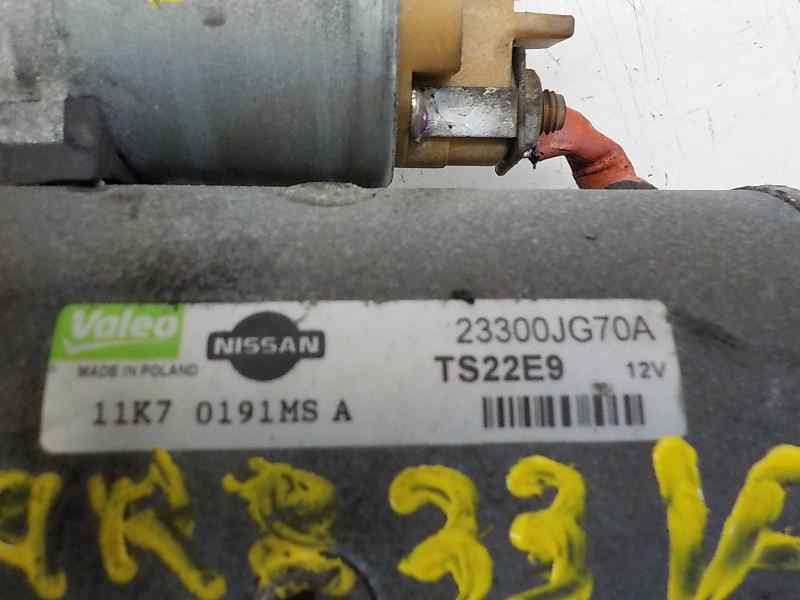 Valeo
MADE IN POLAND
NISSAN
23300JG70A
TS22E9 12V
11K7 0191MS A